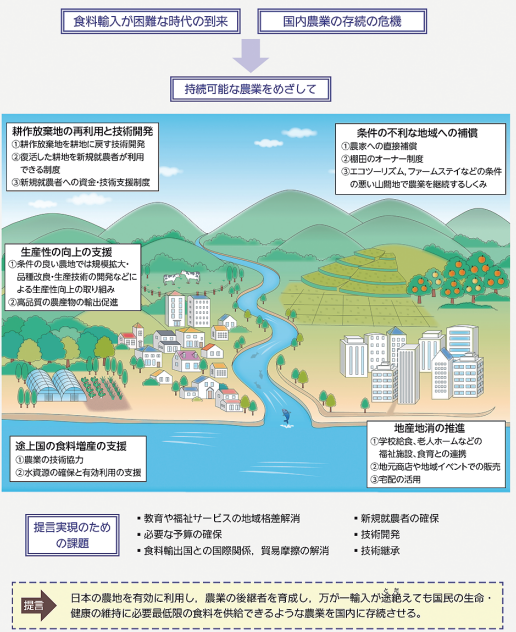 食料輸入が困難な時代の到来
国内農業の存続の危機
持続可能な農業をめざして
耕作放棄地の再利用と技術開発
①耕作放棄地を耕地に戻す技術開発
②復活した耕地を新規就農者が利用
できる制度
③新規就農者への資金・技術支援制度
条件の不利な地域への補償
①農家への直接補償
②棚田のオーナー制度
③エコツーリズム，ファームステイなどの条件
の悪い山間地で農業を継続するしくみ
生産性の向上の支援
①条件の良い農地では規模拡大・
品種改良・生産技術の開発などに
よる生産性向上の取り組み
②高品質の農産物の輸出促進
途上国の食料増産の支援
①農業の技術協力
②水資源の確保と有効利用の支援
地産地消の推進
①学校給食、老人ホームなどの
福祉施設、食育との連携
②地元商店や地域イベントでの販売
③宅配の活用
提言実現のため
の課題
▪教育や福祉サービスの地域格差解消
▪必要な予算の確保
▪食料輸出国との国際関係，貿易摩擦の解消
▪新規就農者の確保
▪技術開発
▪技術継承
提言
日本の農地を有効に利用し，農業の後継者を育成し，万が一輸入が途絶えても国民の生命・
健康の維持に必要最低限の食料を供給できるような農業を国内に存続させる。